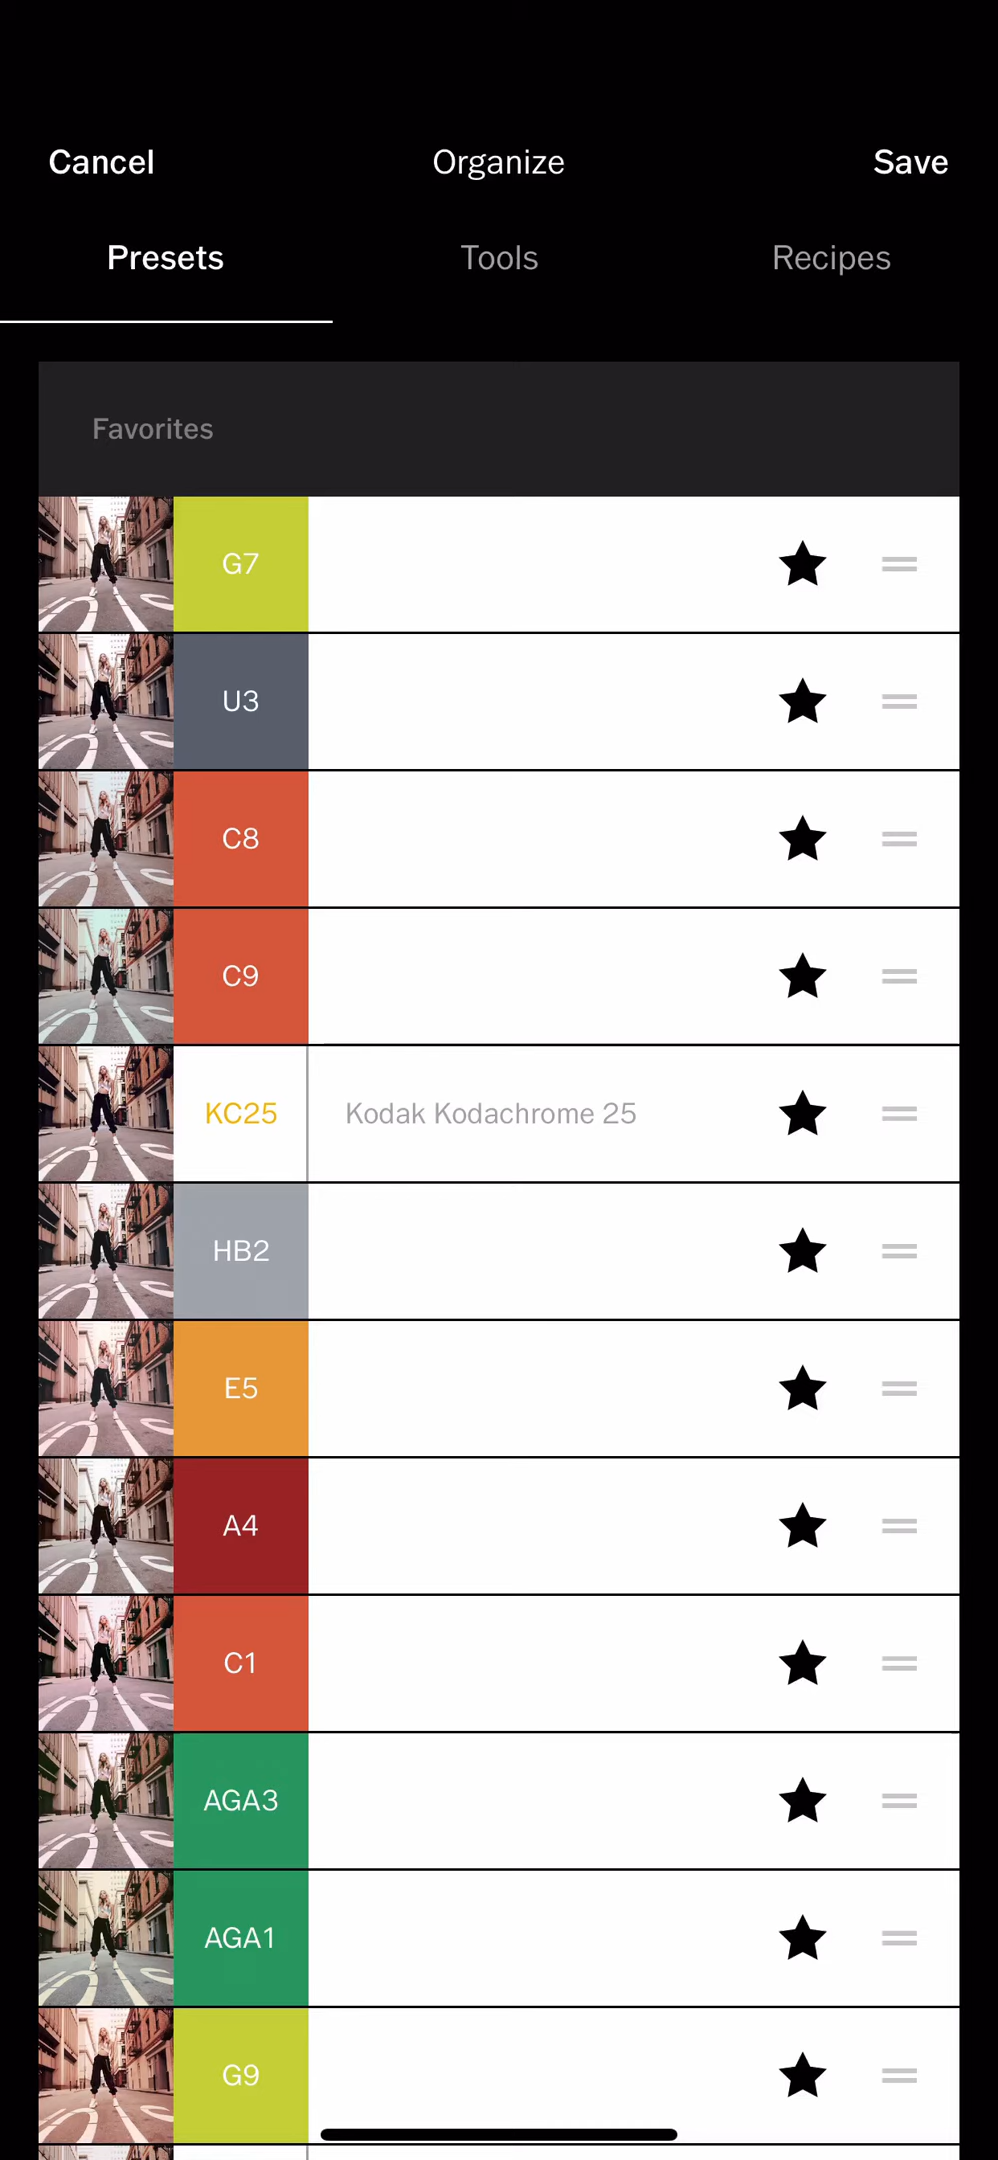 Cancel Organize Save
Presets Tools Recipes
Favorites
G7
U3
C8
C9
KC25 Kodak Kodachrome 25
HB2
E5
A4
C1
AGA3
AGA1
G9